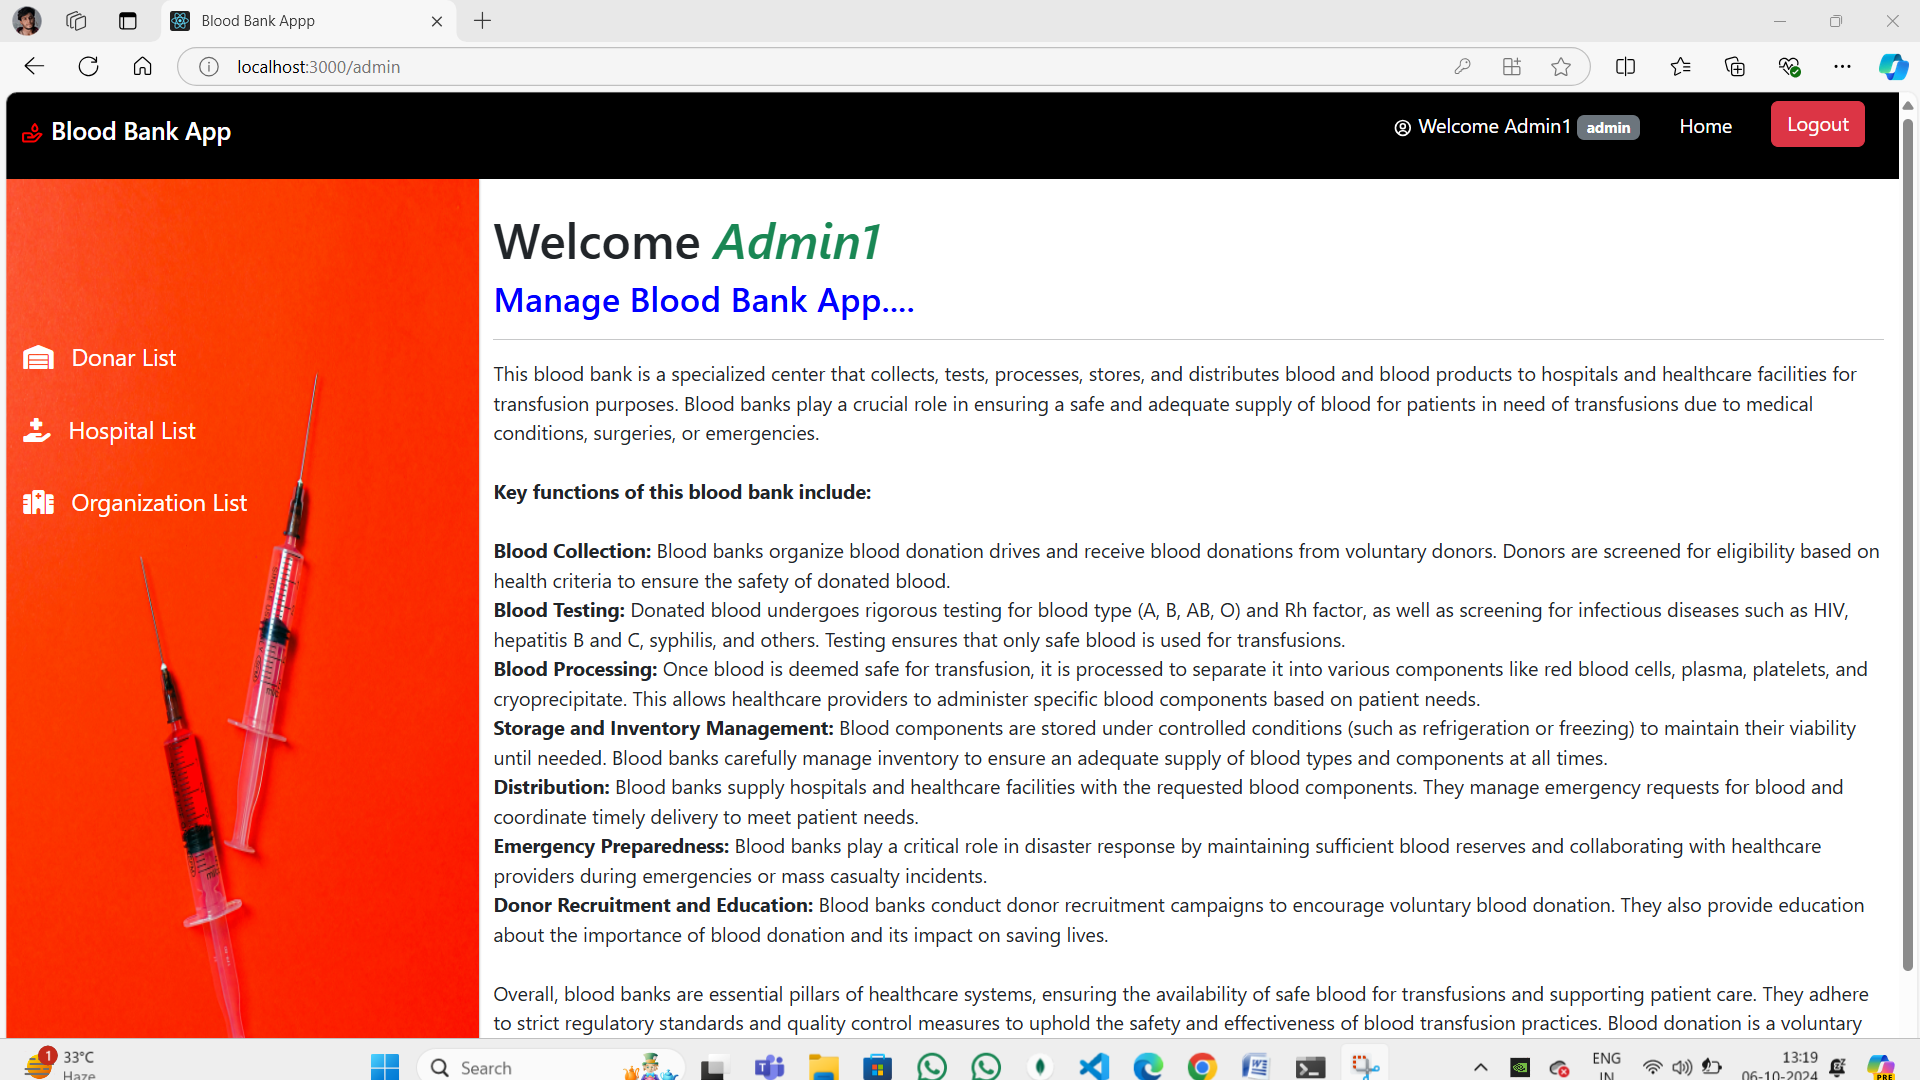 Blood Bank Appp
localhost:3000/admin
Blood Bank App
Welcome Admin1 admin
Home
Logout
Welcome Admin1
Manage Blood Bank App....
Donar List
Hospital List
Organization List
This blood bank is a specialized center that collects, tests, processes, stores, and distributes blood and blood products to hospitals and healthcare facilities for
transfusion purposes. Blood banks play a crucial role in ensuring a safe and adequate supply of blood for patients in need of transfusions due to medical
conditions, surgeries, or emergencies.
Key functions of this blood bank include:
Blood Collection: Blood banks organize blood donation drives and receive blood donations from voluntary donors. Donors are screened for eligibility based on
health criteria to ensure the safety of donated blood.
Blood Testing: Donated blood undergoes rigorous testing for blood type (A, B, AB, O) and Rh factor, as well as screening for infectious diseases such as HIV,
hepatitis B and C, syphilis, and others. Testing ensures that only safe blood is used for transfusions.
Blood Processing: Once blood is deemed safe for transfusion, it is processed to separate it into various components like red blood cells, plasma, platelets, and
cryoprecipitate. This allows healthcare providers to administer specific blood components based on patient needs.
Storage and Inventory Management: Blood components are stored under controlled conditions (such as refrigeration or freezing) to maintain their viability
until needed. Blood banks carefully manage inventory to ensure an adequate supply of blood types and components at all times.
Distribution: Blood banks supply hospitals and healthcare facilities with the requested blood components. They manage emergency requests for blood and
coordinate timely delivery to meet patient needs.
Emergency Preparedness: Blood banks play a critical role in disaster response by maintaining sufficient blood reserves and collaborating with healthcare
providers during emergencies or mass casualty incidents.
Donor Recruitment and Education: Blood banks conduct donor recruitment campaigns to encourage voluntary blood donation. They also provide education
about the importance of blood donation and its impact on saving lives.
Overall, blood banks are essential pillars of healthcare systems, ensuring the availability of safe blood for transfusions and supporting patient care. They adhere
to strict regulatory standards and quality control measures to uphold the safety and effectiveness of blood transfusion practices. Blood donation is a voluntary
1
33°C
Haze
Search
PRE
ENG
IN
13:19
06-10-2024